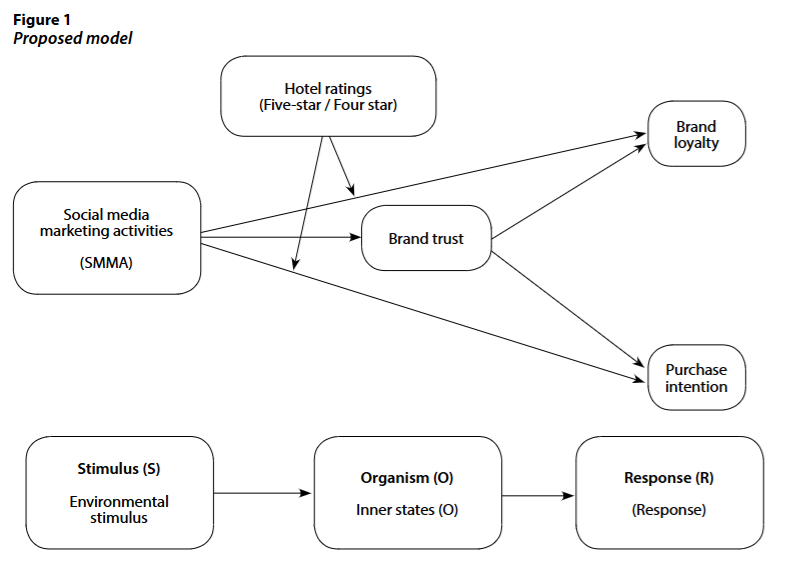 Figure 1
Proposed model
Hotel ratings
(Five-star / Four star)
Brand
loyalty
Social media
marketing activities
(SMMA)
Brand trust
Purchase
intention
Stimulus (S)
Environmental
stimulus
Organism (O)
Inner states (O)
Response (R)
(Response)